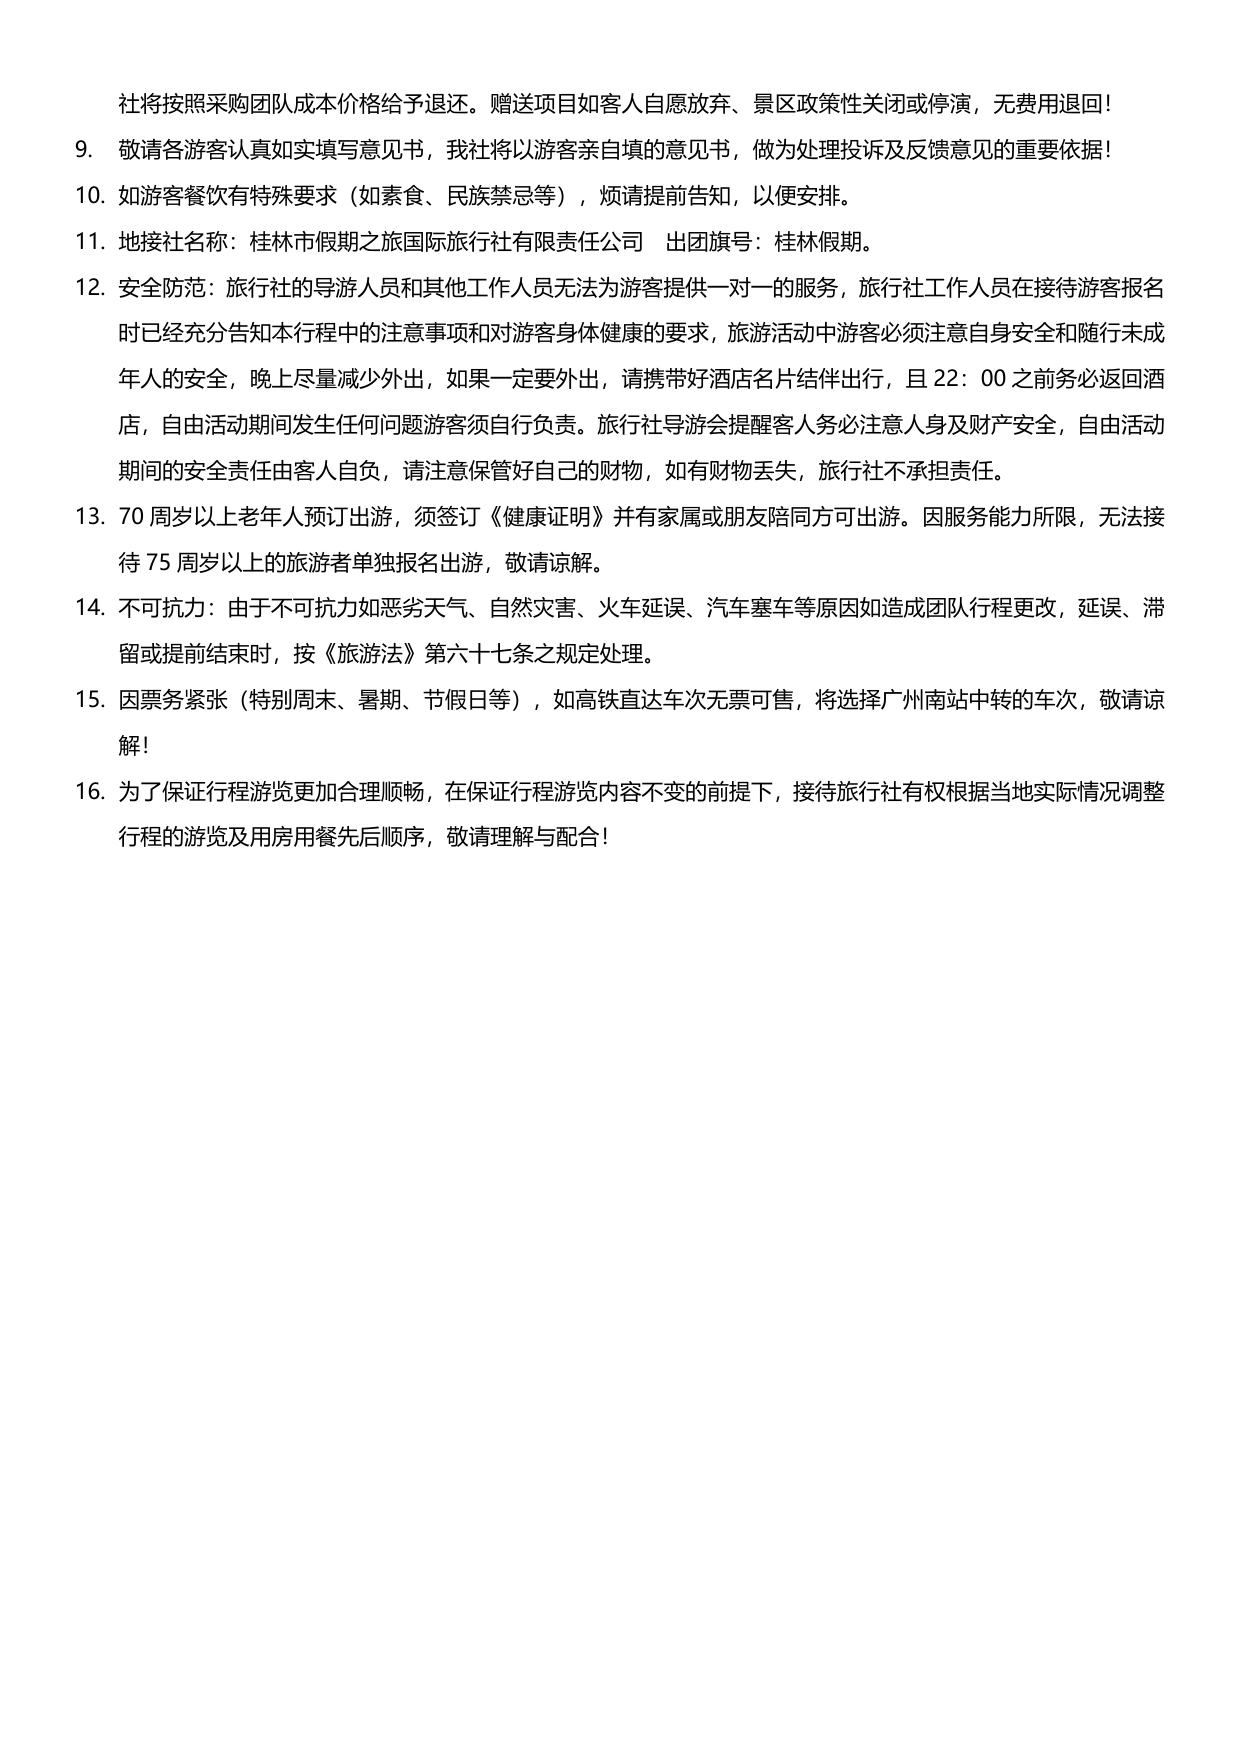 社将按照采购团队成本价格给予退还。赠送项目如客人自愿放弃、景区政策性关闭或停演，无费用退回！
9. 敬请各游客认真如实填写意见书，我社将以游客亲自填的意见书，做为处理投诉及反馈意见的重要依据！
10. 如游客餐饮有特殊要求（如素食、民族禁忌等），烦请提前告知，以便安排。
11. 地接社名称：桂林市假期之旅国际旅行社有限责任公司　出团旗号：桂林假期。
12. 安全防范：旅行社的导游人员和其他工作人员无法为游客提供一对一的服务，旅行社工作人员在接待游客报名
时已经充分告知本行程中的注意事项和对游客身体健康的要求，旅游活动中游客必须注意自身安全和随行未成
年人的安全，晚上尽量减少外出，如果一定要外出，请携带好酒店名片结伴出行，且 22：00 之前务必返回酒
店，自由活动期间发生任何问题游客须自行负责。旅行社导游会提醒客人务必注意人身及财产安全，自由活动
期间的安全责任由客人自负，请注意保管好自己的财物，如有财物丢失，旅行社不承担责任。
13. 70 周岁以上老年人预订出游，须签订《健康证明》并有家属或朋友陪同方可出游。因服务能力所限，无法接
待 75 周岁以上的旅游者单独报名出游，敬请谅解。
14. 不可抗力：由于不可抗力如恶劣天气、自然灾害、火车延误、汽车塞车等原因如造成团队行程更改，延误、滞
留或提前结束时，按《旅游法》第六十七条之规定处理。
15. 因票务紧张（特别周末、暑期、节假日等），如高铁直达车次无票可售，将选择广州南站中转的车次，敬请谅
解！
16. 为了保证行程游览更加合理顺畅，在保证行程游览内容不变的前提下，接待旅行社有权根据当地实际情况调整
行程的游览及用房用餐先后顺序，敬请理解与配合！